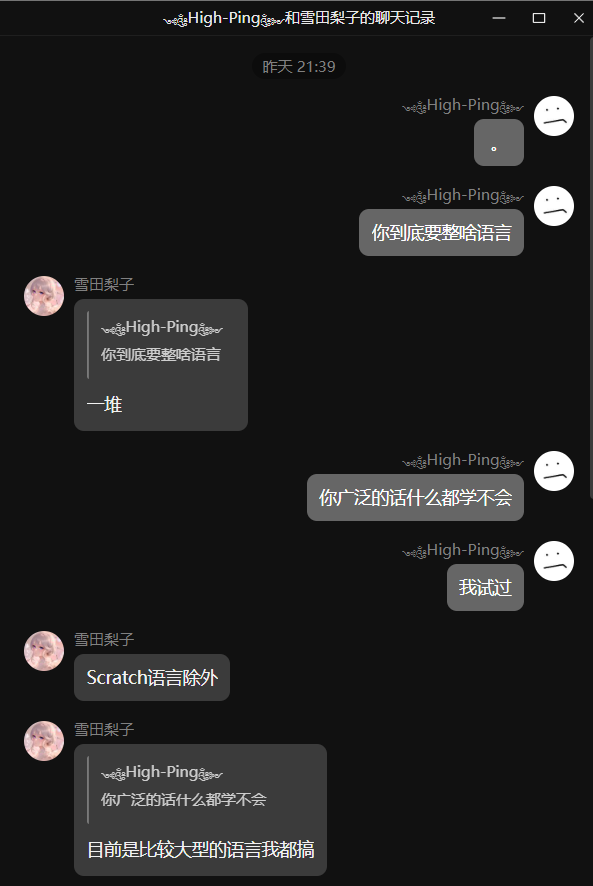 High-Ping和雪田梨子的聊天记录
昨天 21:39
High-Ping
。
High-Ping
你到底要整啥语言
雪田梨子
High-Ping
你到底要整啥语言
一堆
High-Ping
你广泛的话什么都学不会
High-Ping
我试过
雪田梨子
Scratch语言除外
雪田梨子
High-Ping
你广泛的话什么都学不会
目前是比较大型的语言我都搞